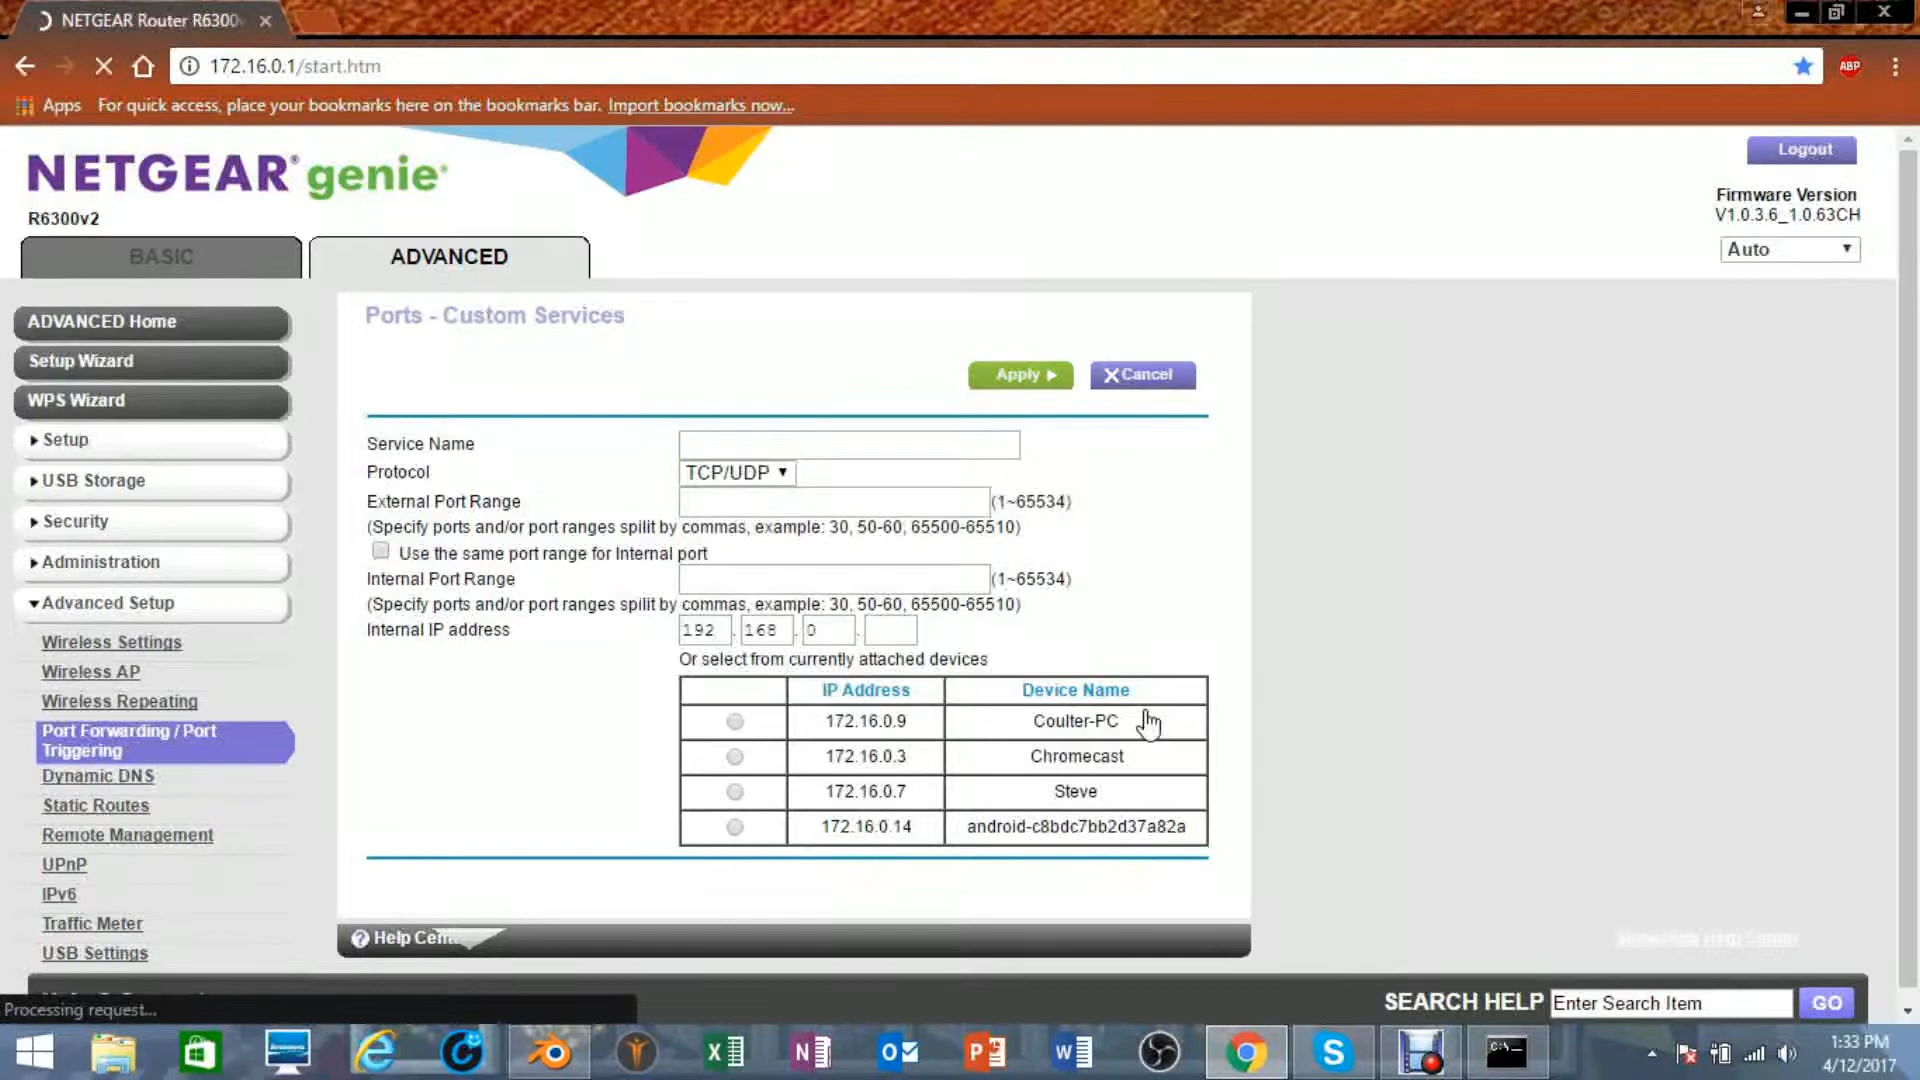 NETGEAR Router R6300
172.16.0.1/start.htm
ABP
Apps For quick access, place your bookmarks here on the bookmarks bar. Import bookmarks now...
NETGEAR® genie®
Logout
R6300v2
Firmware Version
V1.0.3.6_1.0.63CH
BASIC
ADVANCED
Auto
ADVANCED Home
Setup Wizard
WPS Wizard
Setup
USB Storage
Security
Administration
Advanced Setup
Wireless Settings
Wireless AP
Wireless Repeating
Port Forwarding / Port
Triggering
Dynamic DNS
Static Routes
Remote Management
UPnP
IPv6
Traffic Meter
USB Settings
Ports - Custom Services
Apply
Cancel
Service Name
Protocol TCP/UDP
External Port Range (1~65534)
(Specify ports and/or port ranges spilit by commas, example: 30, 50-60, 65500-65510)
Use the same port range for Internal port
Internal Port Range (1~65534)
(Specify ports and/or port ranges spilit by commas, example: 30, 50-60, 65500-65510)
Internal IP address 192 . 168 . 0 .
Or select from currently attached devices
IP Address Device Name
172.16.0.9 Coulter-PC
172.16.0.3 Chromecast
172.16.0.7 Steve
172.16.0.14 android-c8bdc7bb2d37a82a
Help
Processing request...
SEARCH HELP Enter Search Item GO
1:33 PM
4/12/2017